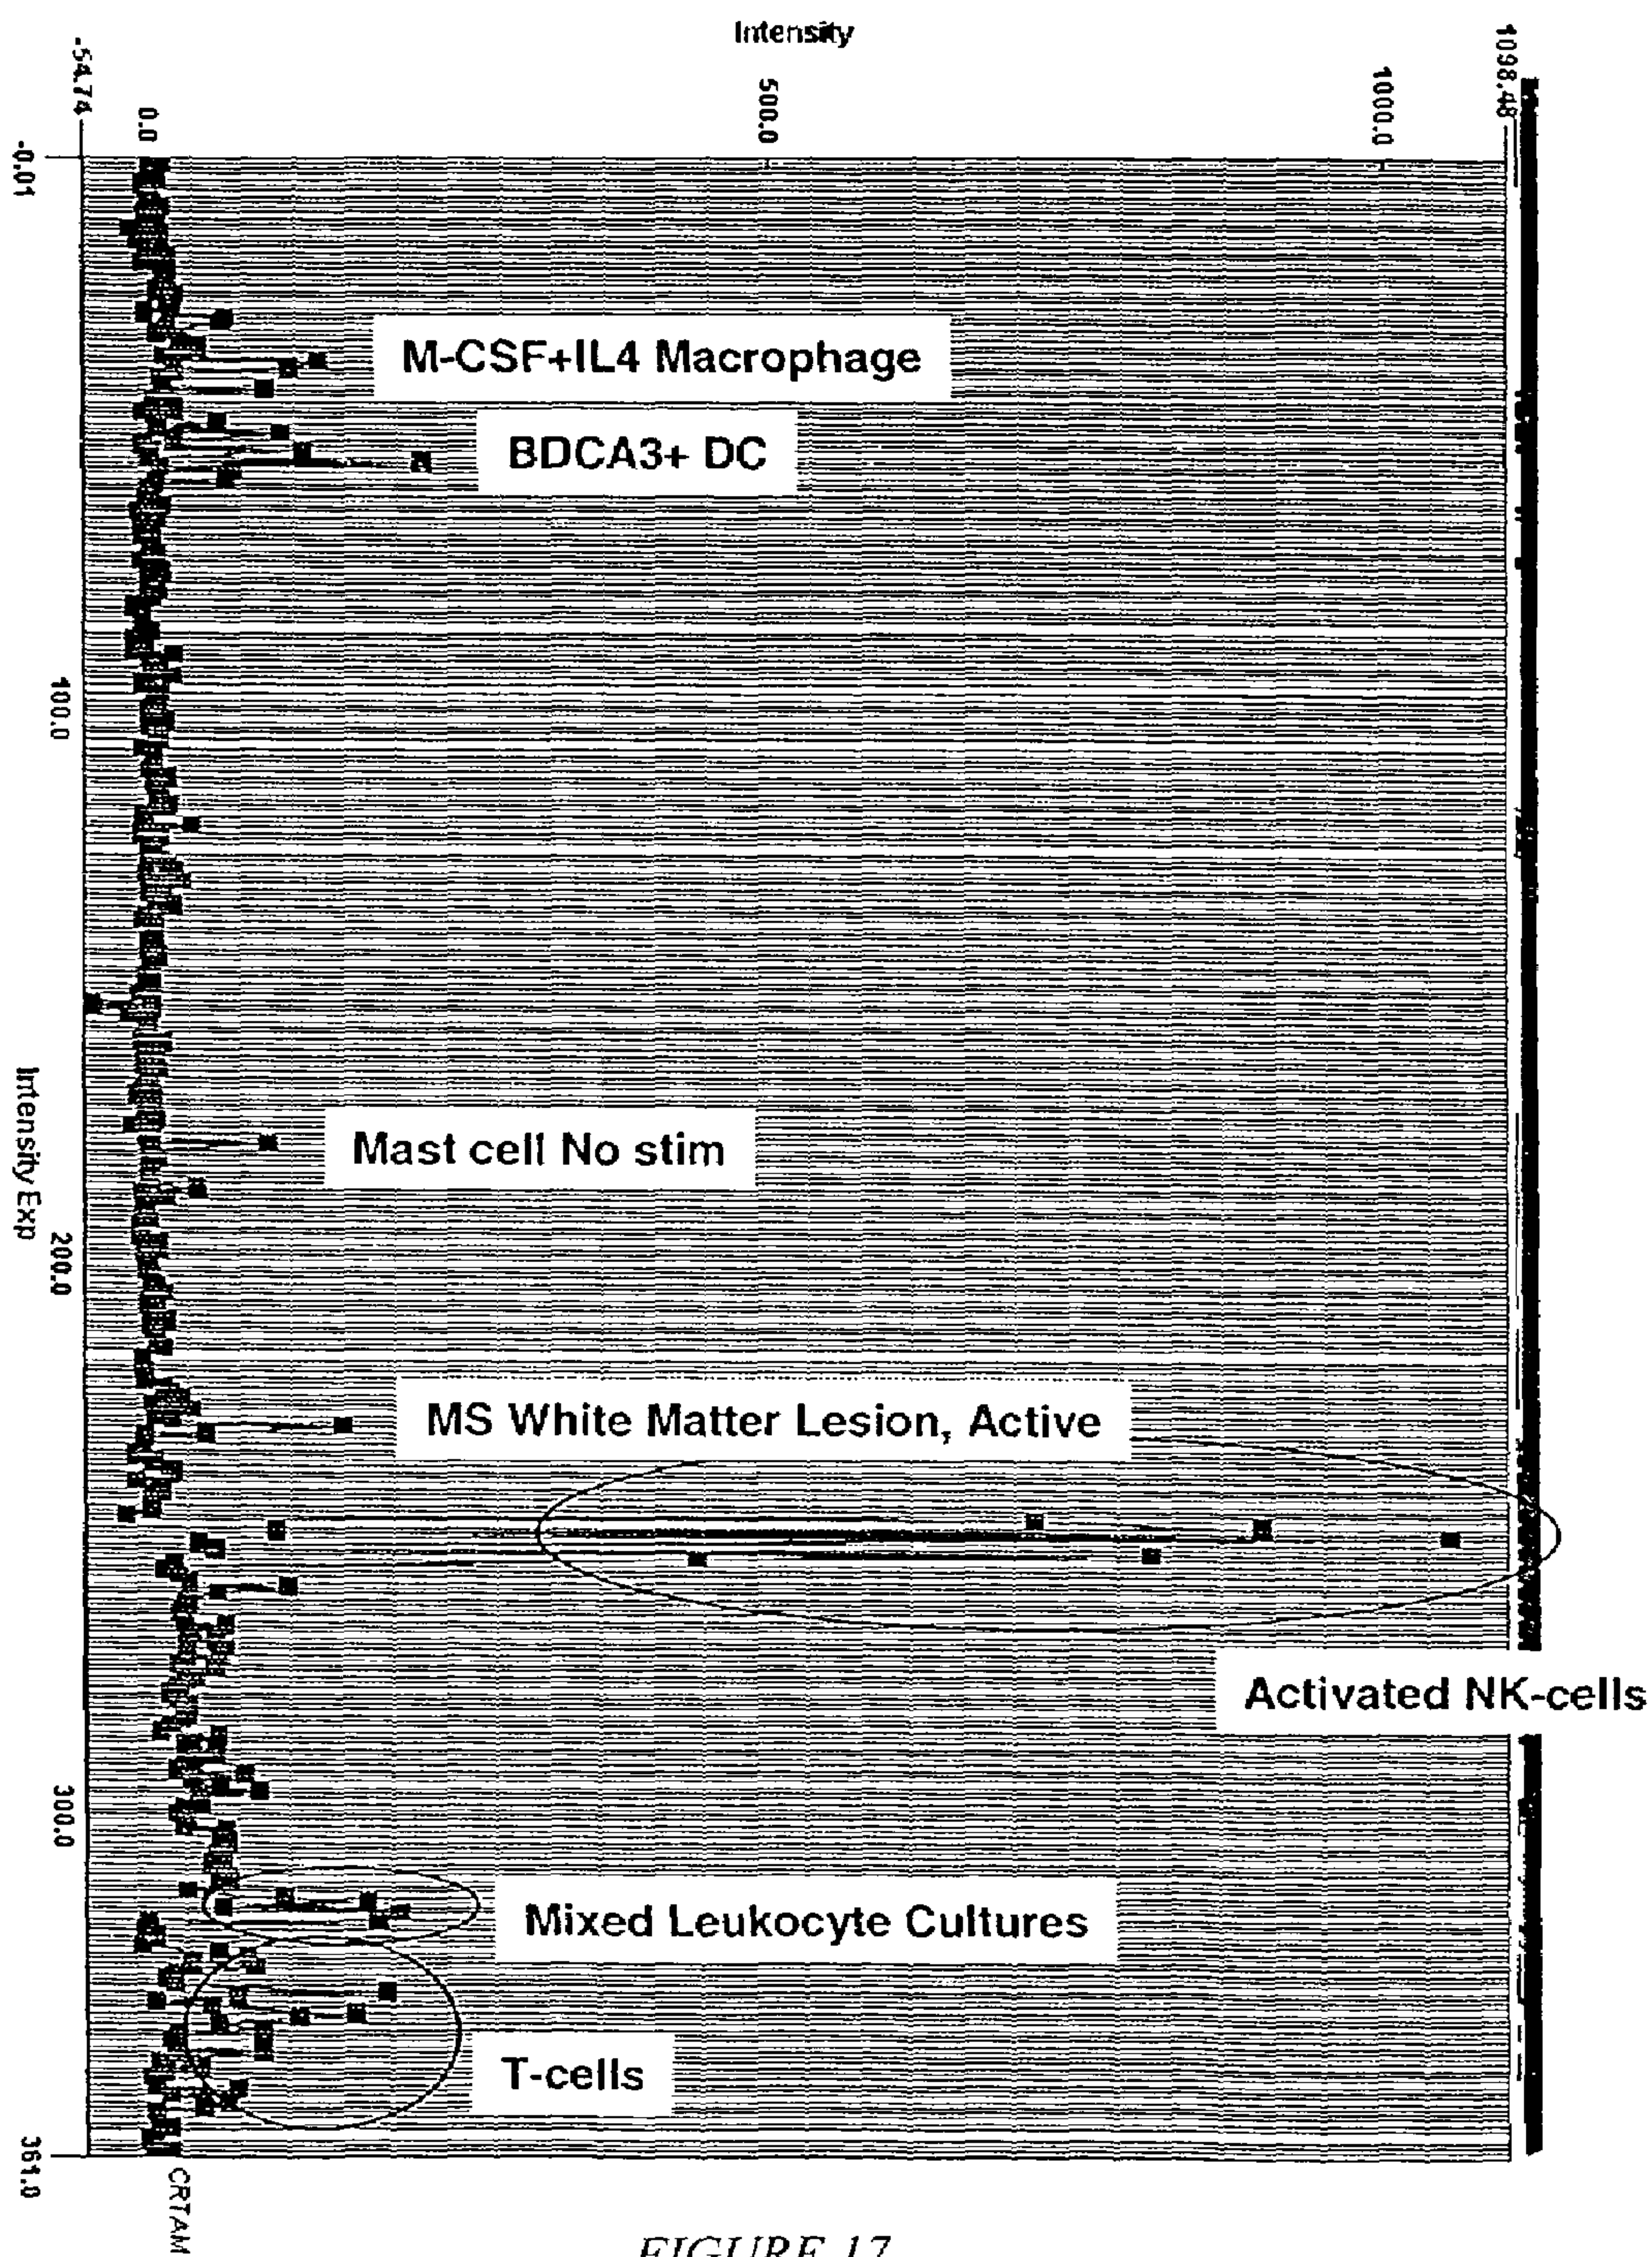 Intensity
-54.74
0.0
500.0
1000.0
1098.48
-0.01
M-CSF+IL4 Macrophage
BDCA3+ DC
100.0
Mast cell No stim
Intensity Exp
200.0
MS White Matter Lesion, Active
Activated NK-cells
300.0
Mixed Leukocyte Cultures
T-cells
361.0
CRTAM
FIGURE 17